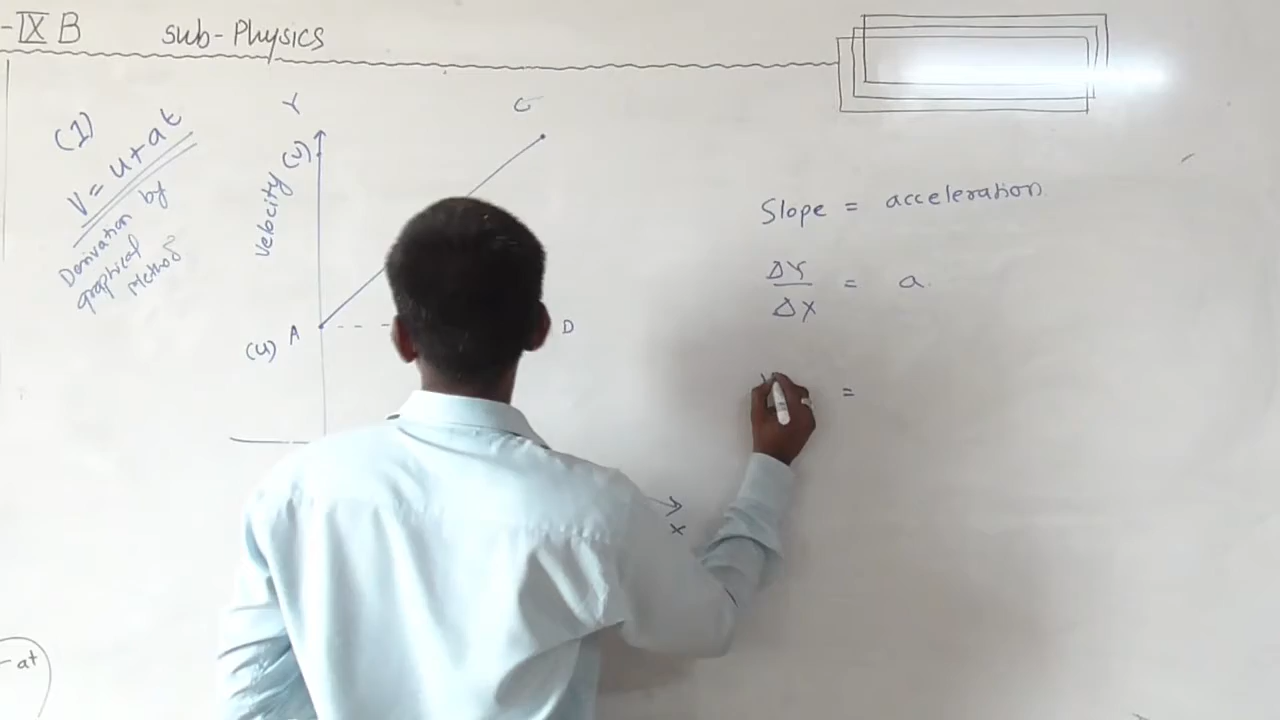 -IX B
sub-Physics
(1)
V = u+at
Derivation by
graphical
Method
Y
Velocity (v)
A
(u)
D
X
Slope = acceleration
ΔY
ΔX
= a
=
-at